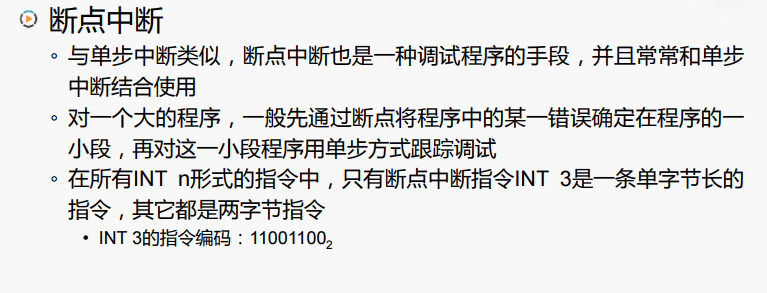 断点中断
与单步中断类似，断点中断也是一种调试程序的手段，并且常常和单步
中断结合使用
对一个大的程序，一般先通过断点将程序中的某一错误确定在程序的一
小段，再对这一小段程序用单步方式跟踪调试
在所有INT n形式的指令中，只有断点中断指令INT 3是一条单字节长的
指令，其它都是两字节指令
• INT 3的指令编码：11001100₂